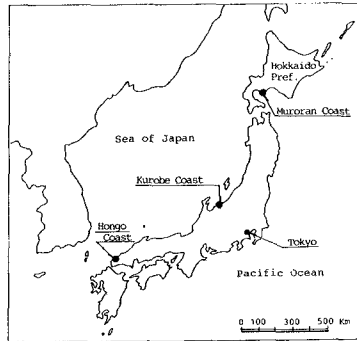 Hokkaido
Pref.
Muroran Coast
Sea of Japan
Kurobe Coast
Hongo
Coast
Tokyo
Pacific Ocean
0 100 300 500 Km